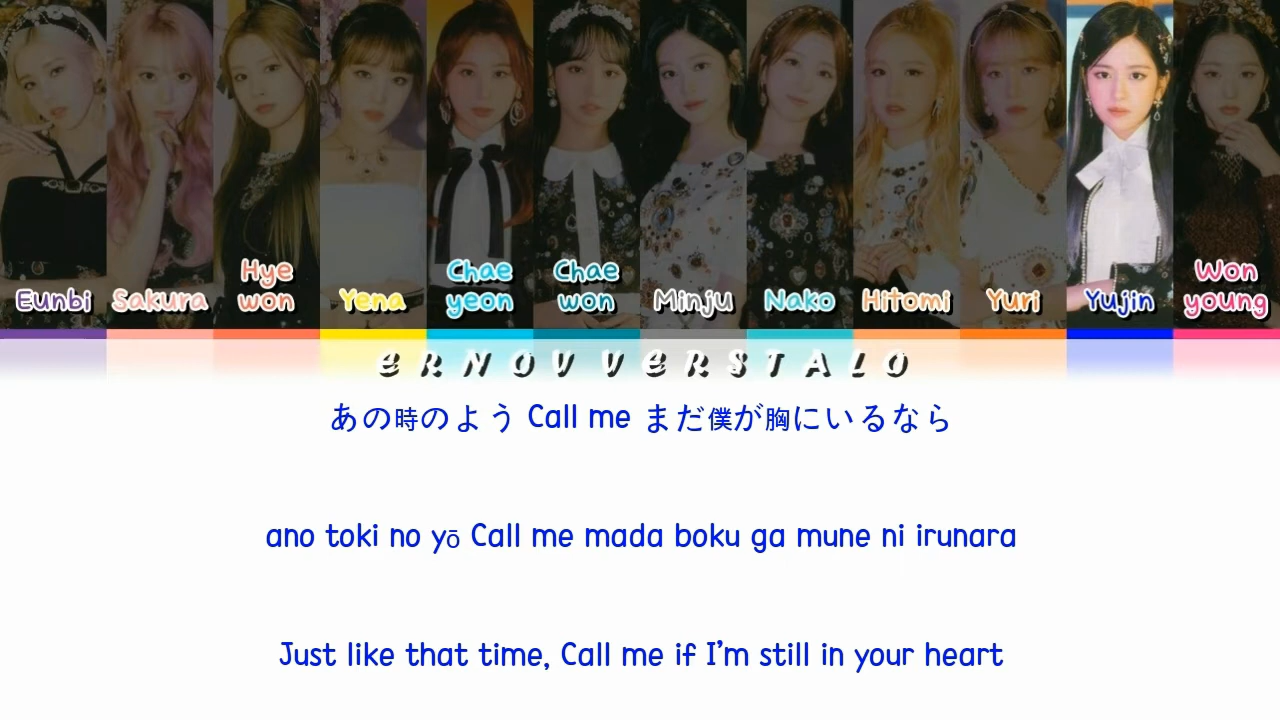 Eunbi
Sakura
Hye
won
Yena
Chae
yeon
Chae
won
Minju
Nako
Hitomi
Yuri
Yujin
Won
young
eRNOV VeRSTALO
あの時のよう Call me まだ僕が胸にいるなら
ano toki no yō Call me mada boku ga mune ni irunara
Just like that time, Call me if I’m still in your heart